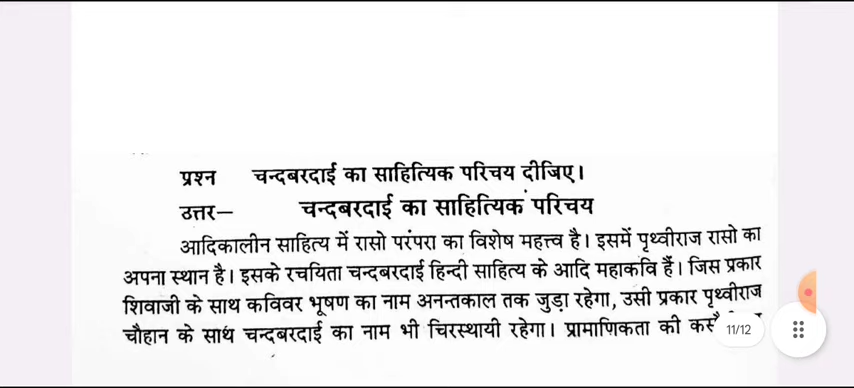 प्रश्न चन्दबरदाई का साहित्यिक परिचय दीजिए।
उत्तर— चन्दबरदाई का साहित्यिक परिचय
आदिकालीन साहित्य में रासो परंपरा का विशेष महत्त्व है। इसमें पृथ्वीराज रासो का
अपना स्थान है। इसके रचयिता चन्दबरदाई हिन्दी साहित्य के आदि महाकवि हैं। जिस प्रकार
शिवाजी के साथ कविवर भूषण का नाम अनन्तकाल तक जुड़ा रहेगा, उसी प्रकार पृथ्वीराज
चौहान के साथ चन्दबरदाई का नाम भी चिरस्थायी रहेगा। प्रामाणिकता की
11/12